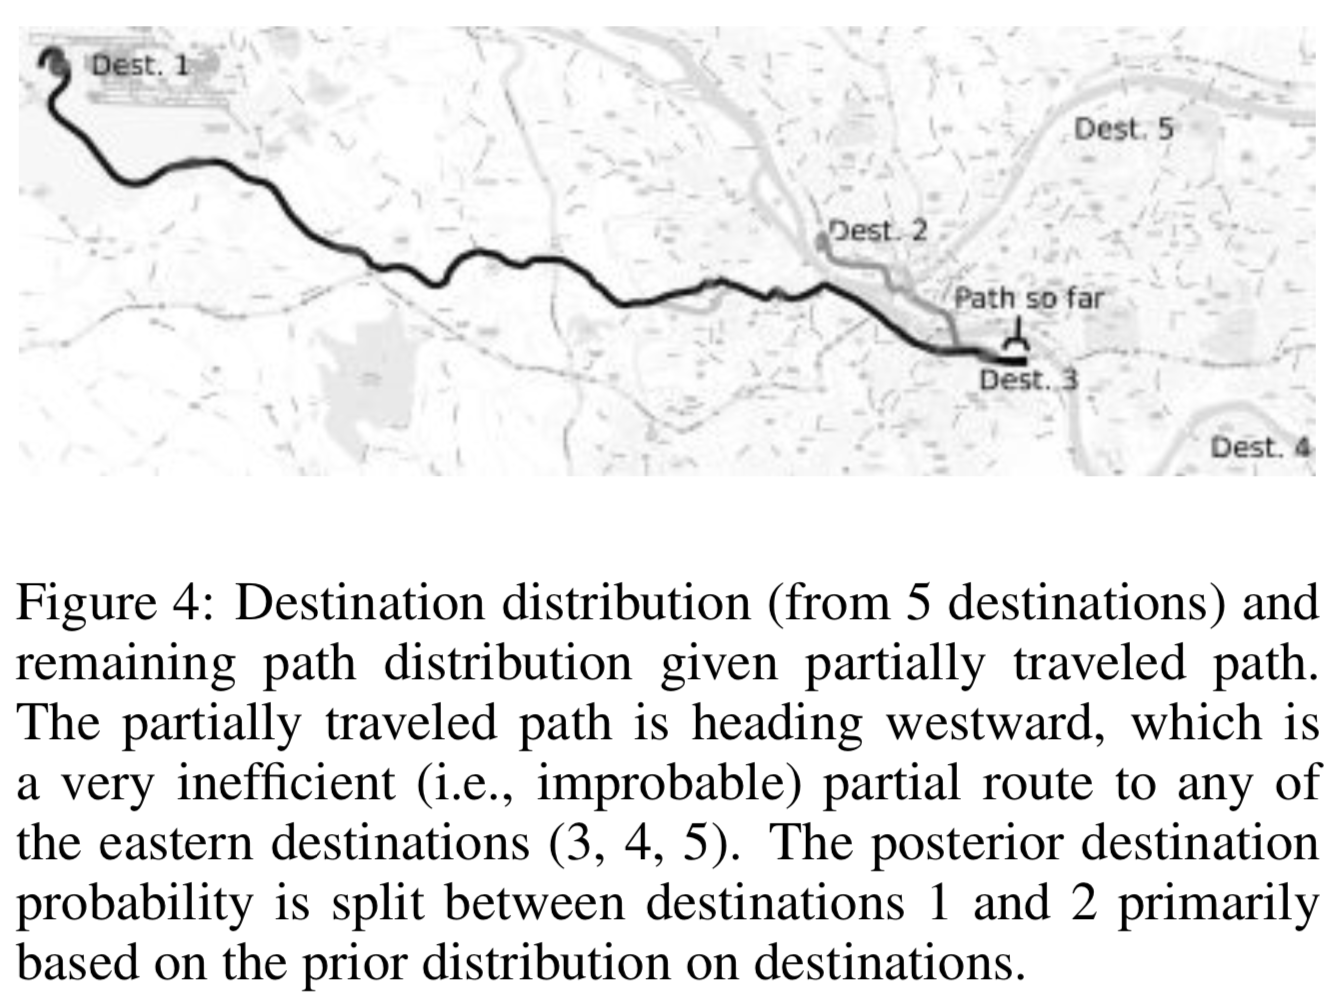 Dest. 1
Dest. 5
Dest. 2
Path so far
Dest. 3
Dest. 4
Figure 4: Destination distribution (from 5 destinations) and
remaining path distribution given partially traveled path.
The partially traveled path is heading westward, which is
a very inefficient (i.e., improbable) partial route to any of
the eastern destinations (3, 4, 5). The posterior destination
probability is split between destinations 1 and 2 primarily
based on the prior distribution on destinations.